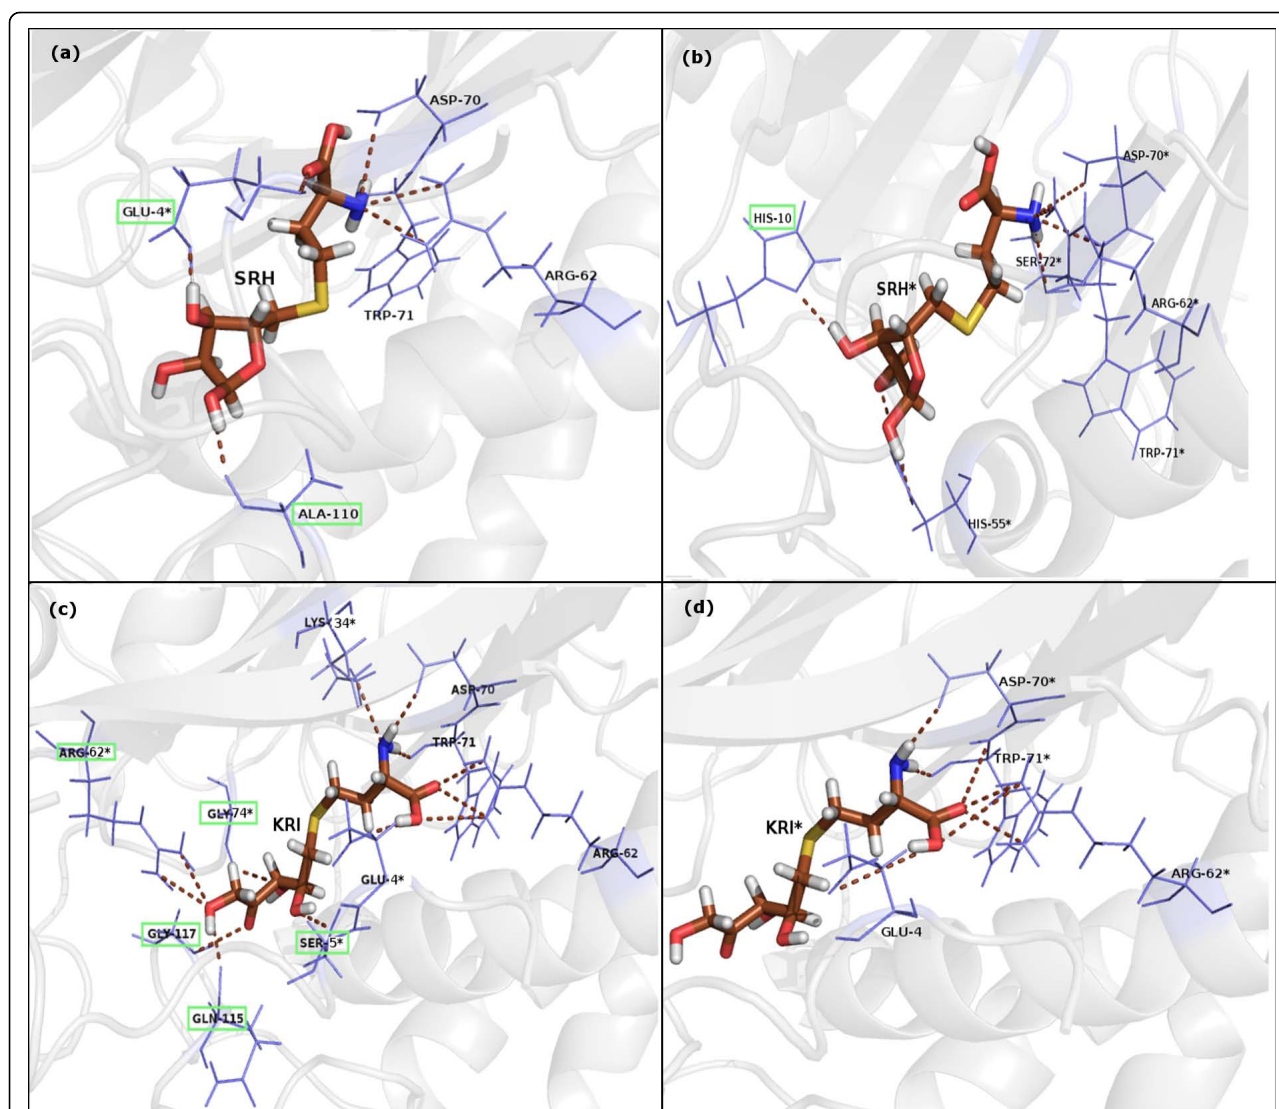 (a)
ASP-70
GLU-4*
SRH
ARG-62
TRP-71
ALA-110
(b)
ASP-70*
HIS-10
SER-72*
SRH*
ARG-62*
TRP-71*
HIS-55*
(c)
LYS 34*
ASP-70
TRP-71
ARG-62*
GLY-74*
KRI
ARG-62
GLU-4*
GLY-117
SER-5*
GLN-115
(d)
ASP-70*
TRP-71*
KRI*
ARG-62*
GLU-4